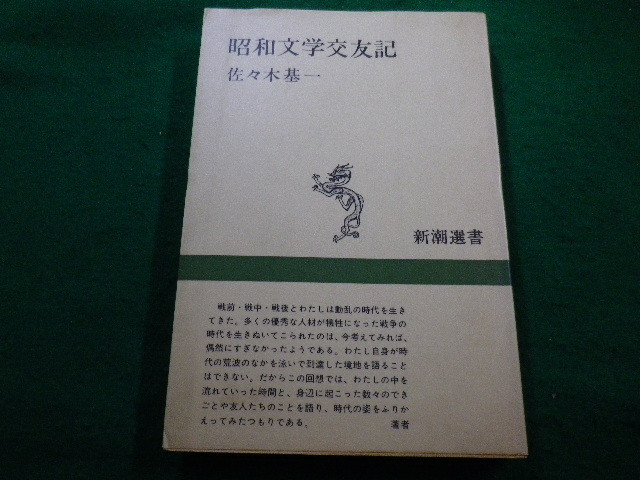 昭和文学交友記
佐々木基一
新潮選書
戦前・戦中・戦後とわたしは動乱の時代を生き
てきた。多くの優秀な人材が犠牲になった戦争の
時代を生きぬいてこられたのは、今考えてみれば、
偶然にすぎなかったようである。わたし自身が時
代の荒波のなかを泳いで到達した境地を語ること
はできない。だからこの回想では、わたしの中を
流れていった時間と、身辺に起こった数々のでき
ごとや友人たちのことを語り、時代の姿をふりか
えってみたつもりである。 著者